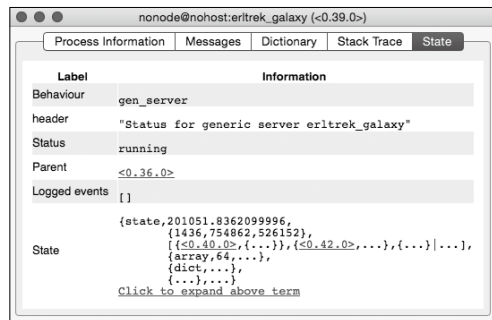 nonode@nohost:erltrek_galaxy (<0.39.0>)
Process Information Messages Dictionary Stack Trace State
Label Information
Behaviour gen_server
header "Status for generic server erltrek_galaxy"
Status running
Parent <0.36.0>
Logged events []
State {state,201051.8362099996,
{1436,754862,526152},
[{<0.40.0>,{...}},{<0.42.0>,...},{...}|...],
{array,64,...},
{dict,...},
{...},...}
Click to expand above term